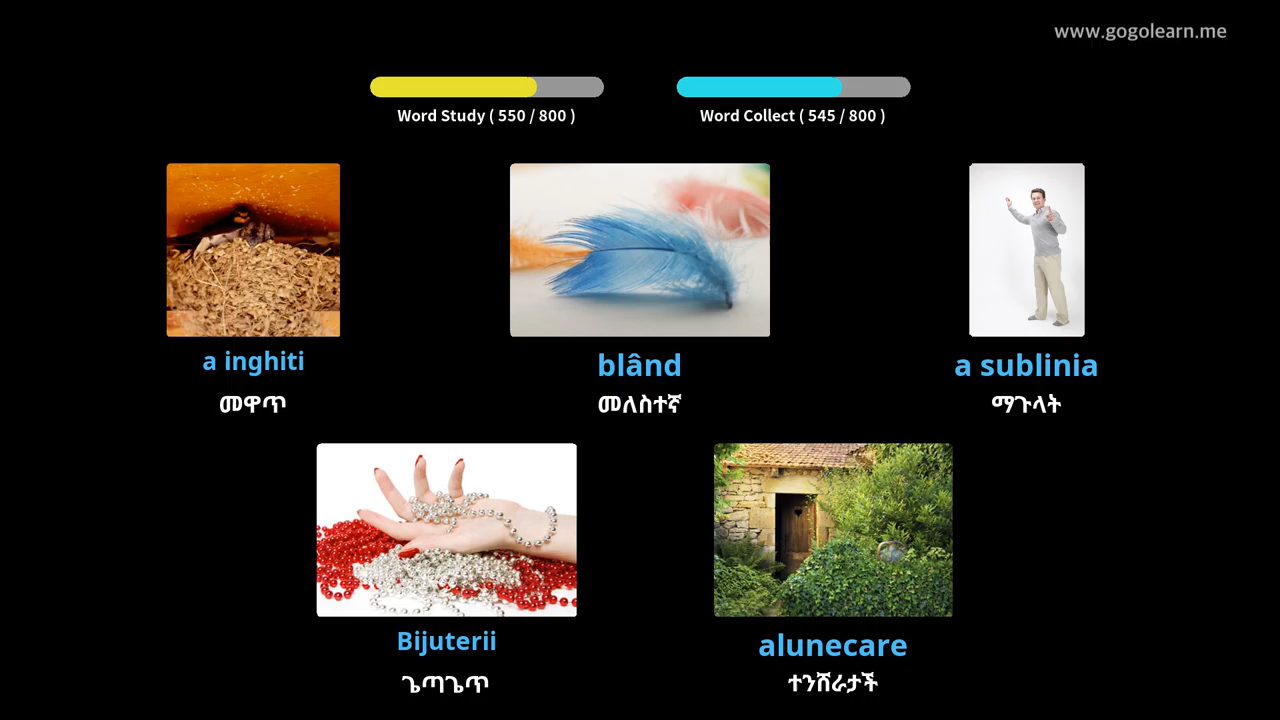 www.gogolearn.me
Word Study ( 550 / 800 )
Word Collect ( 545 / 800 )
a inghiti
blând
a sublinia
መዋጥ
መለስተኛ
ማጉላት
Bijuterii
alunecare
ጌጣጌጥ
ተንሸራታች